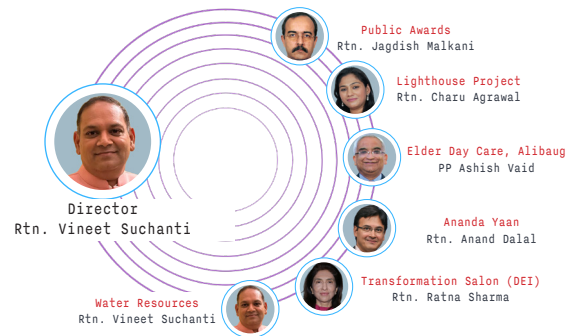 Public Awards
Rtn. Jagdish Malkani
Lighthouse Project
Rtn. Charu Agrawal
Elder Day Care, Alibaug
PP Ashish Vaid
Director
Rtn. Vineet Suchanti
Ananda Yaan
Rtn. Anand Dalal
Transformation Salon (DEI)
Rtn. Ratna Sharma
Water Resources
Rtn. Vineet Suchanti